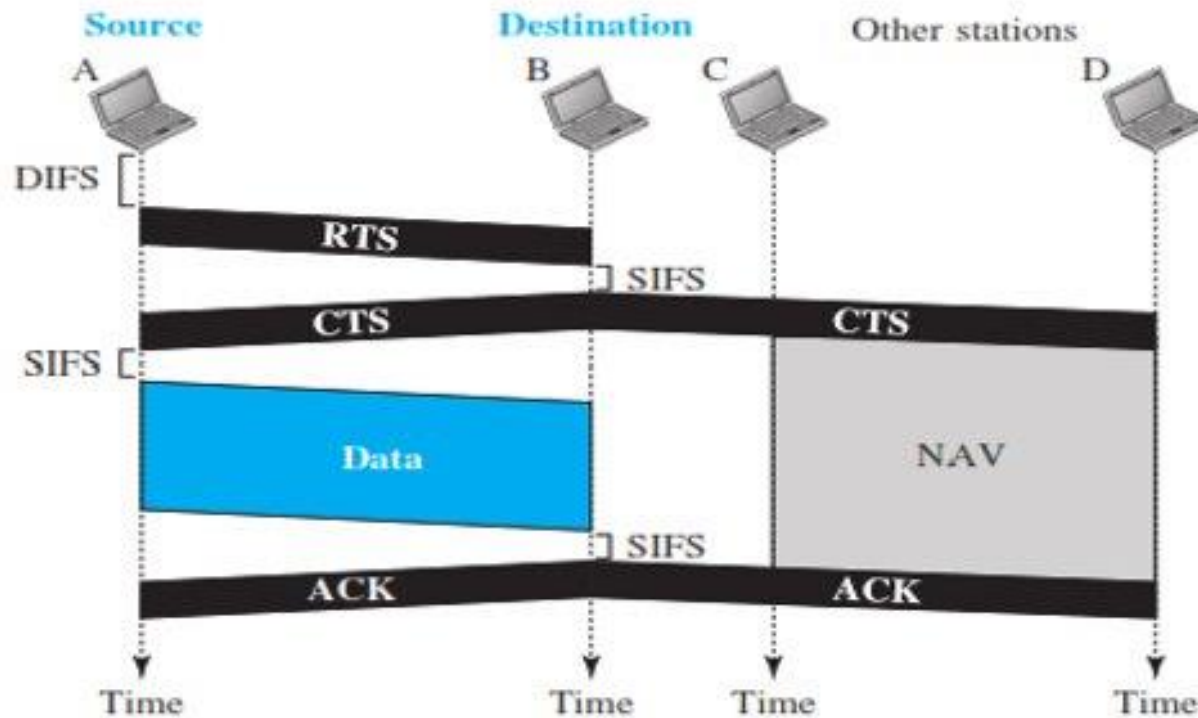 Source Destination Other stations
A B C D
DIFS
RTS
SIFS
CTS CTS
SIFS
Data NAV
SIFS
ACK ACK
Time Time Time Time